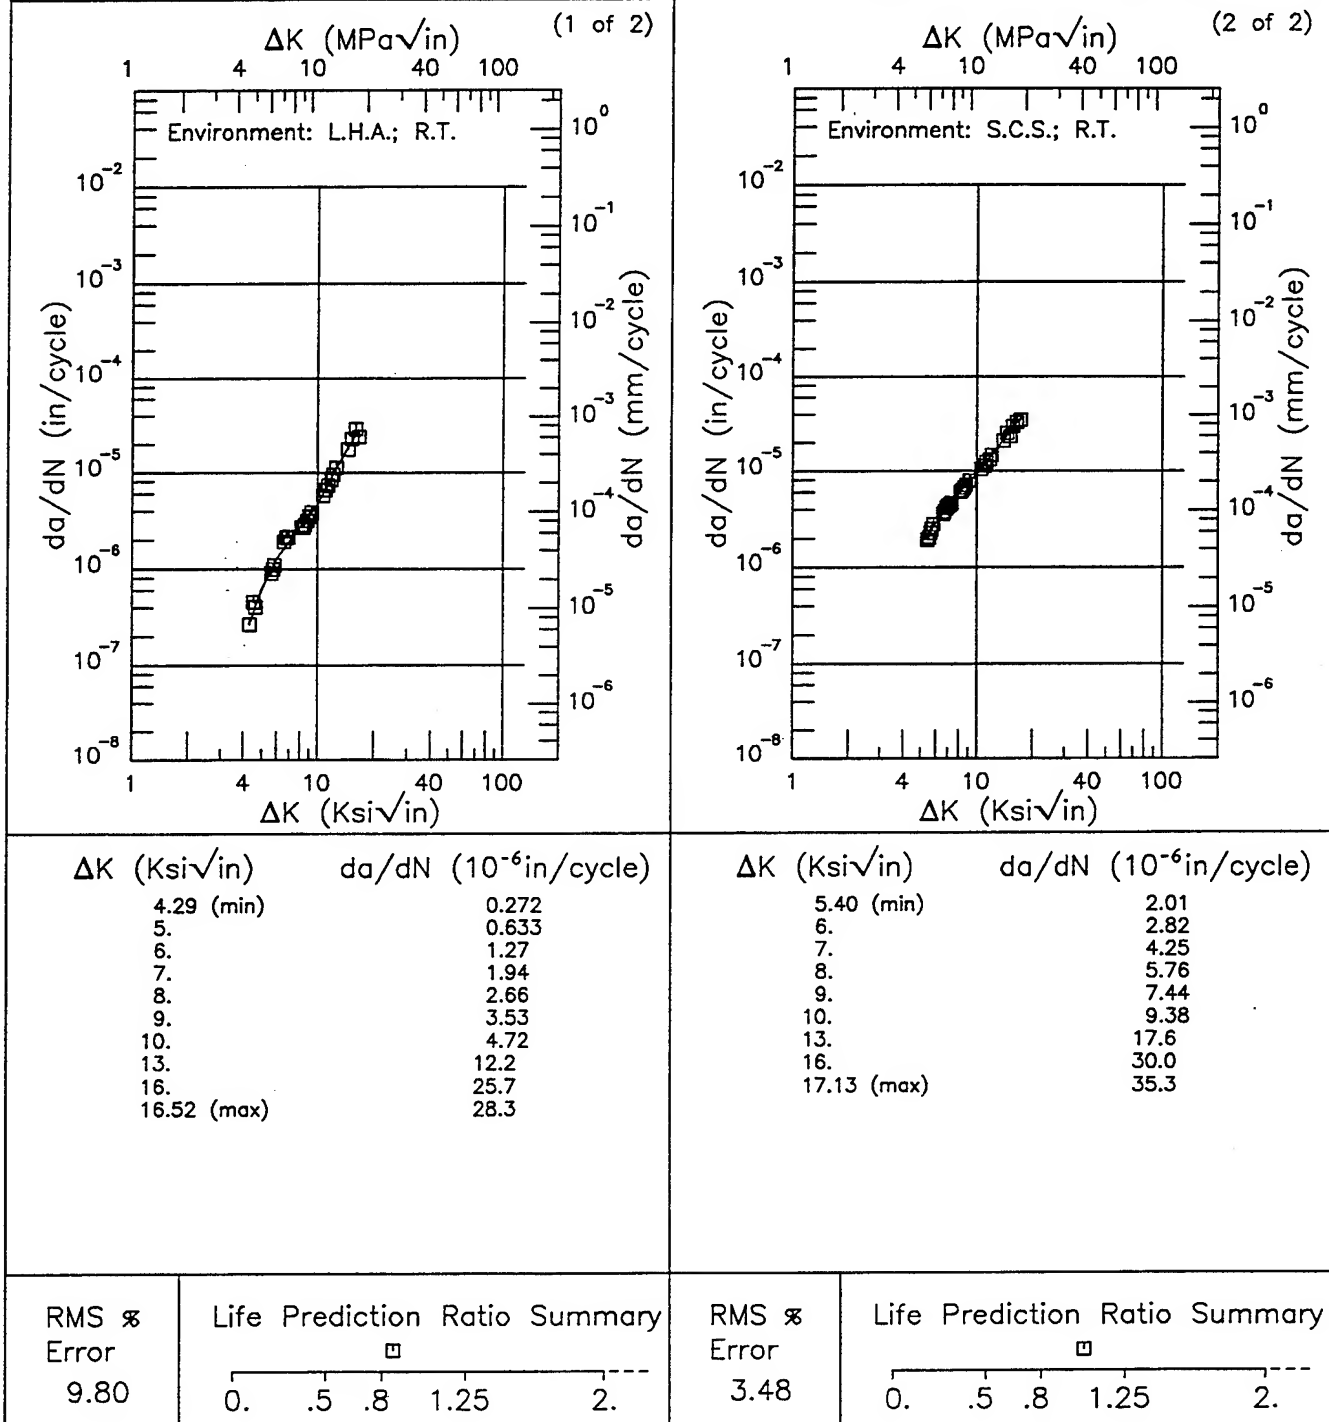 (1 of 2)
ΔK (MPa√in)
1 4 10 40 100
Environment: L.H.A.; R.T.
10⁰
10⁻²
10⁻¹
10⁻³
10⁻²
10⁻⁴
10⁻³
10⁻⁵
10⁻⁴
10⁻⁶
10⁻⁵
10⁻⁷
10⁻⁶
10⁻⁸
da/dN (in/cycle)
da/dN (mm/cycle)
1 4 10 40 100
ΔK (Ksi√in)
ΔK (Ksi√in) da/dN (10⁻⁶in/cycle)
4.29 (min) 0.272
5. 0.633
6. 1.27
7. 1.94
8. 2.66
9. 3.53
10. 4.72
13. 12.2
16. 25.7
16.52 (max) 28.3
RMS %
Error
9.80
Life Prediction Ratio Summary
0. .5 .8 1.25 2.
(2 of 2)
ΔK (MPa√in)
1 4 10 40 100
Environment: S.C.S.; R.T.
10⁰
10⁻²
10⁻¹
10⁻³
10⁻²
10⁻⁴
10⁻³
10⁻⁵
10⁻⁴
10⁻⁶
10⁻⁵
10⁻⁷
10⁻⁶
10⁻⁸
da/dN (in/cycle)
da/dN (mm/cycle)
1 4 10 40 100
ΔK (Ksi√in)
ΔK (Ksi√in) da/dN (10⁻⁶in/cycle)
5.40 (min) 2.01
6. 2.82
7. 4.25
8. 5.76
9. 7.44
10. 9.38
13. 17.6
16. 30.0
17.13 (max) 35.3
RMS %
Error
3.48
Life Prediction Ratio Summary
0. .5 .8 1.25 2.